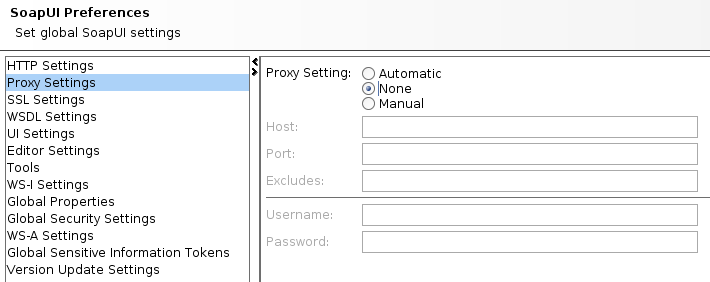 SoapUI Preferences
Set global SoapUI settings
HTTP Settings
Proxy Settings
SSL Settings
WSDL Settings
UI Settings
Editor Settings
Tools
WS-I Settings
Global Properties
Global Security Settings
WS-A Settings
Global Sensitive Information Tokens
Version Update Settings
Proxy Setting:
Automatic
None
Manual
Host:
Port:
Excludes:
Username:
Password: